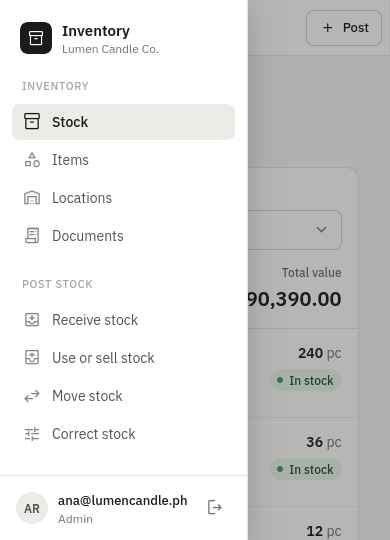 Inventory
Lumen Candle Co.
Post
INVENTORY
Stock
Items
Locations
Documents
POST STOCK
Receive stock
Use or sell stock
Move stock
Correct stock
AR
ana@lumencandle.ph
Admin
Total value
90,390.00
240 pc
In stock
36 pc
In stock
12 pc